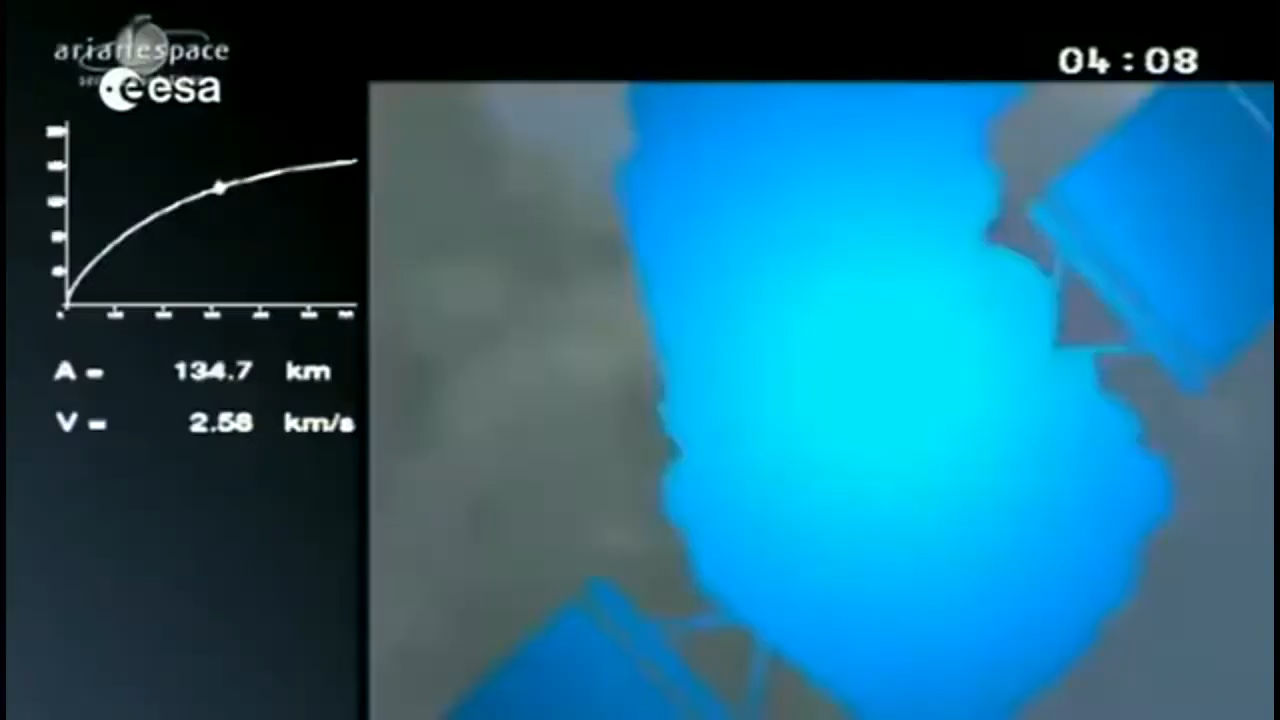 arianespace
04:08
esa
A = 134.7 km
V = 2.58 km/s